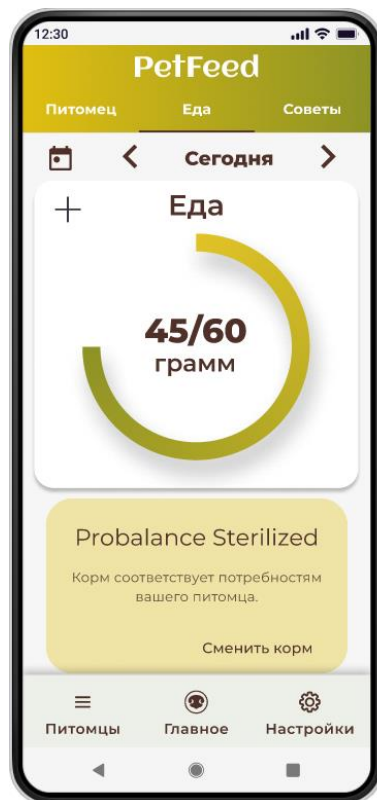 12:30
PetFeed
Питомец Еда Советы
Сегодня
Еда
45/60
грамм
Probalance Sterilized
Корм соответствует потребностям
вашего питомца.
Сменить корм
Питомцы Главное Настройки